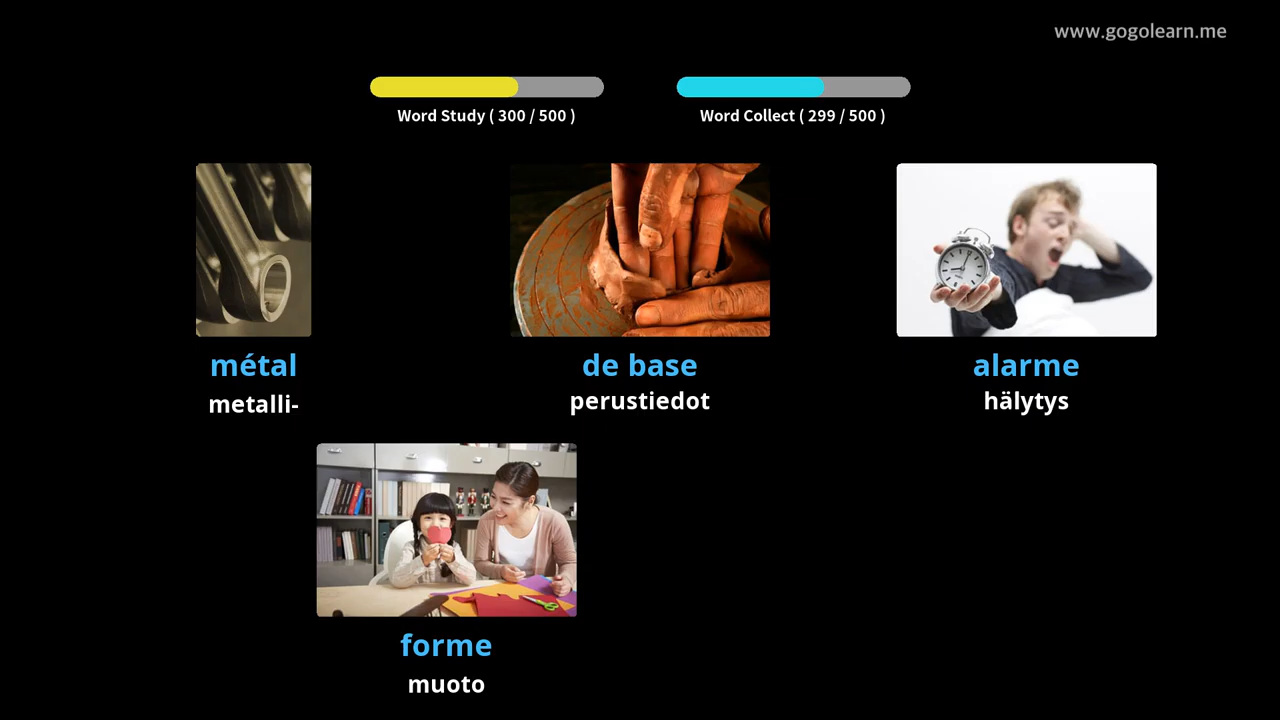 www.gogolearn.me
Word Study ( 300 / 500 )
Word Collect ( 299 / 500 )
métal
metalli-
de base
perustiedot
alarme
hälytys
forme
muoto